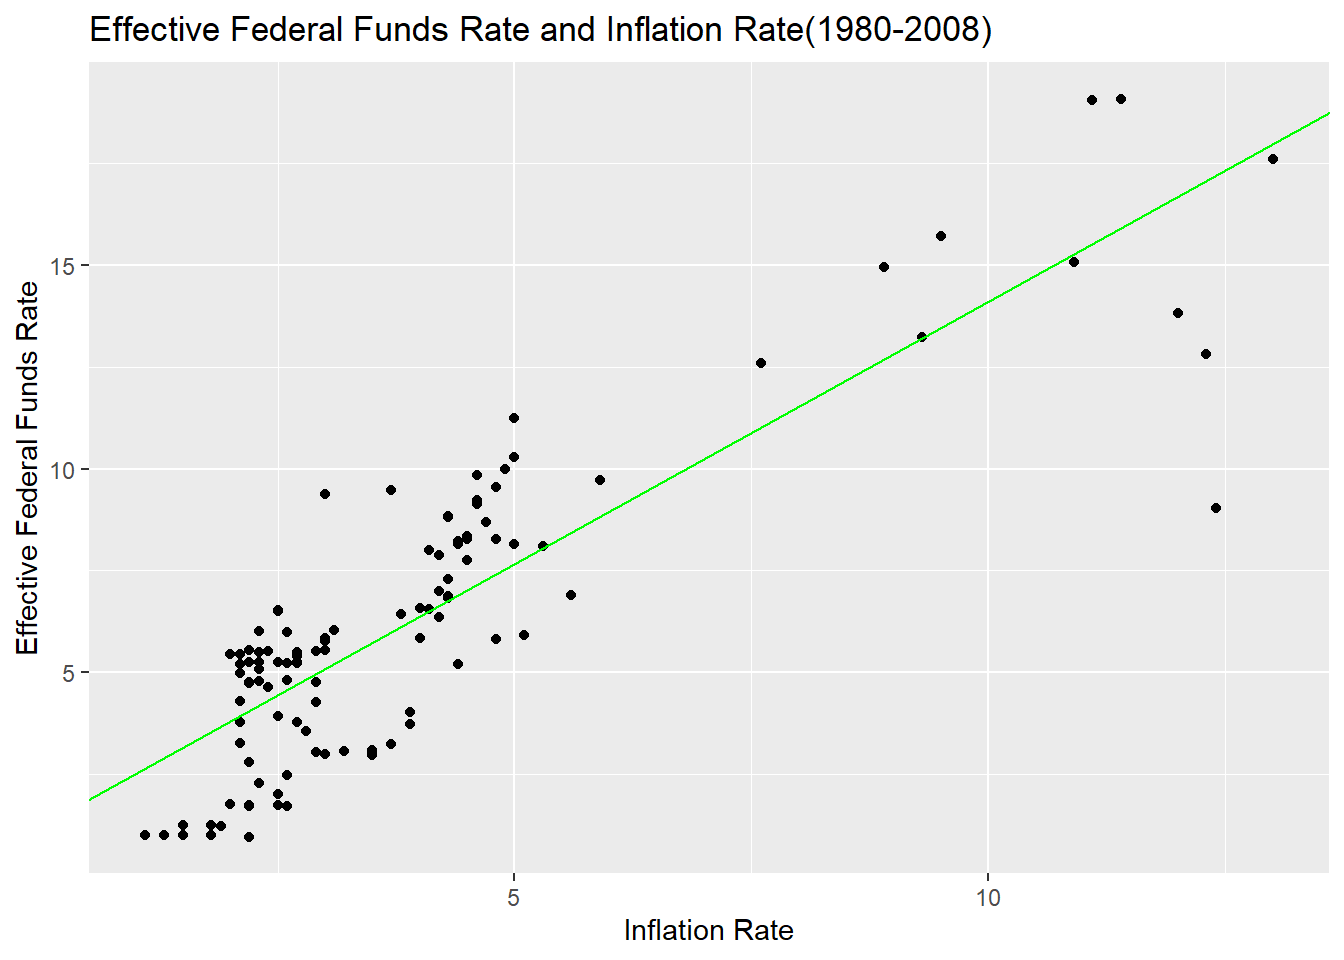 Effective Federal Funds Rate and Inflation Rate(1980-2008)
Effective Federal Funds Rate
15
10
5
5
10
Inflation Rate